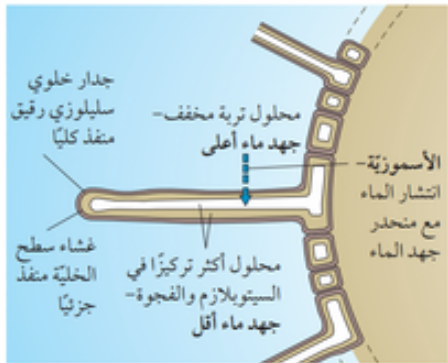 جدار خلوي
سليلوزي رقيق
منفذ كليًا
محلول تربة مخفف-
جهد ماء أعلى
الأسموزيّة-
انتشار الماء
مع منحدر
جهد الماء
غشاء سطح
الخليّة منفذ
جزئيًا
محلول أكثر تركيزًا في
السيتوبلازم والفجوة-
جهد ماء أقل